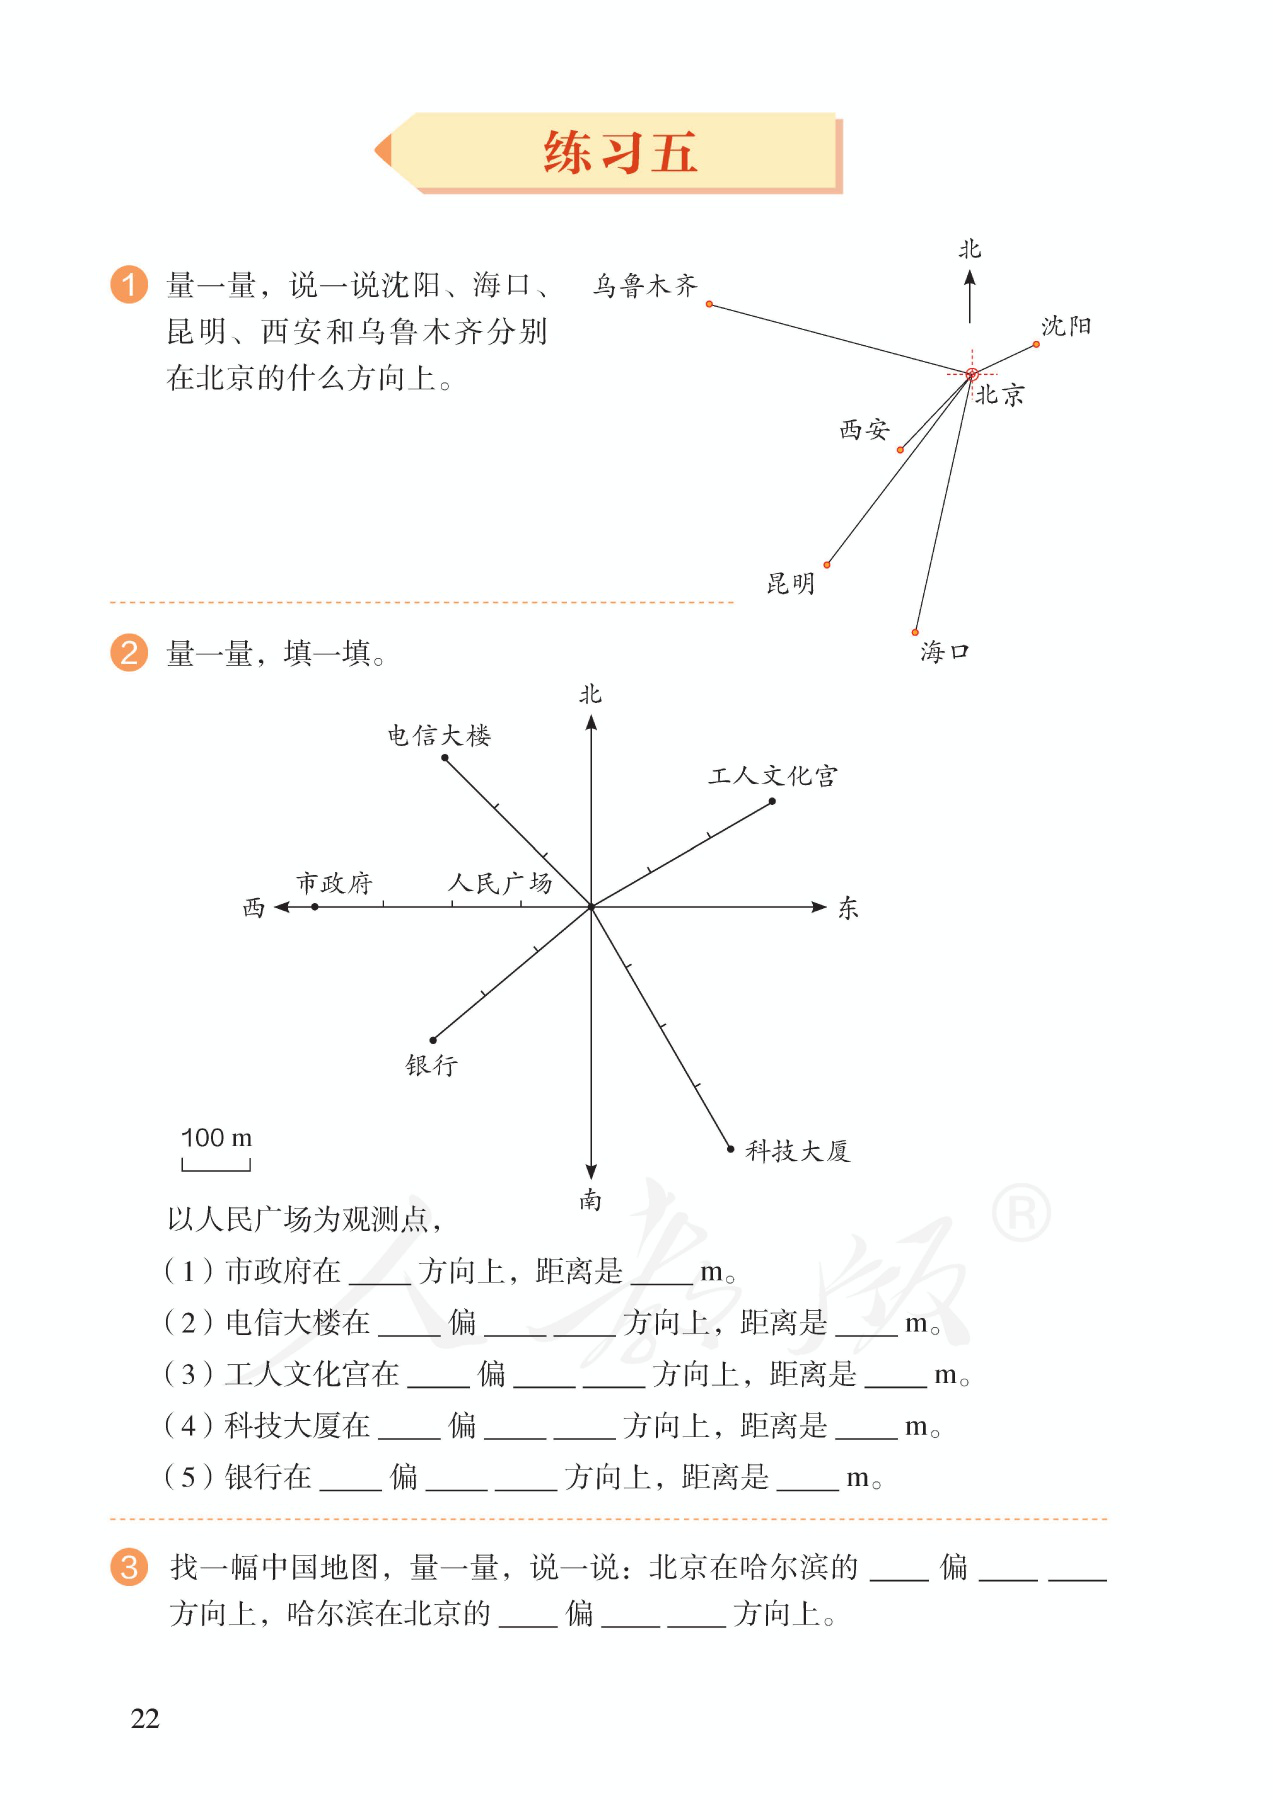 练习五
1 量一量，说一说沈阳、海口、
昆明、西安和乌鲁木齐分别
在北京的什么方向上。
北
乌鲁木齐
沈阳
北京
西安
昆明
海口
2 量一量，填一填。
北
电信大楼
工人文化宫
市政府
人民广场
西
东
银行
科技大厦
南
100 m
以人民广场为观测点，
（1）市政府在 ____ 方向上，距离是 ____ m。
（2）电信大楼在 ____ 偏 ____ ____ 方向上，距离是 ____ m。
（3）工人文化宫在 ____ 偏 ____ ____ 方向上，距离是 ____ m。
（4）科技大厦在 ____ 偏 ____ ____ 方向上，距离是 ____ m。
（5）银行在 ____ 偏 ____ ____ 方向上，距离是 ____ m。
人教版®
3 找一幅中国地图，量一量，说一说：北京在哈尔滨的 ____ 偏 ____ ____
方向上，哈尔滨在北京的 ____ 偏 ____ ____ 方向上。
22